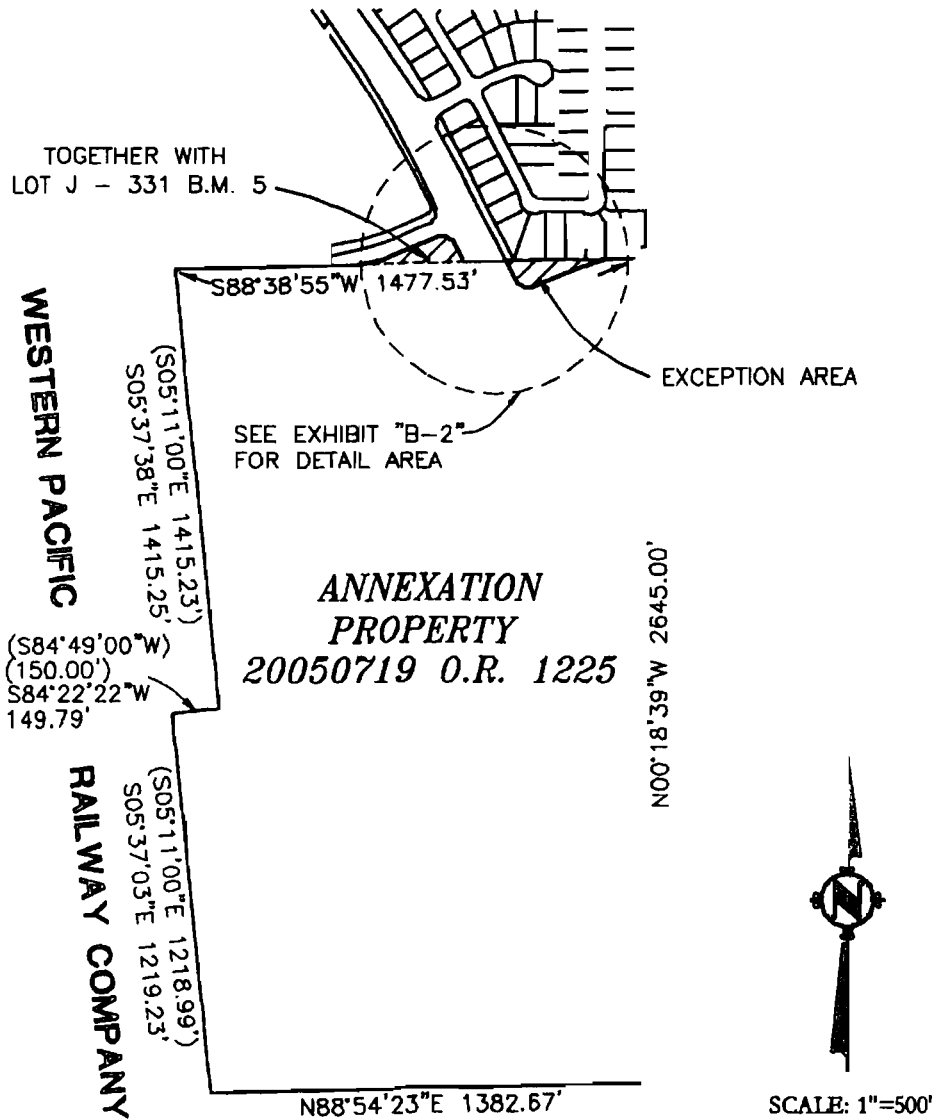 TOGETHER WITH
LOT J - 331 B.M. 5
S88°38'55"W 1477.53'
WESTERN PACIFIC
(S05°11'00"E 1415.23')
S05°37'38"E 1415.25'
EXCEPTION AREA
SEE EXHIBIT "B-2"
FOR DETAIL AREA
ANNEXATION
PROPERTY
20050719 O.R. 1225
N00°18'39"W 2645.00'
(S84°49'00"W)
(150.00')
S84°22'22"W
149.79'
RAILWAY COMPANY
(S05°11'00"E 1218.99')
S05°37'03"E 1219.23'
N88°54'23"E 1382.67'
N
SCALE: 1"=500'